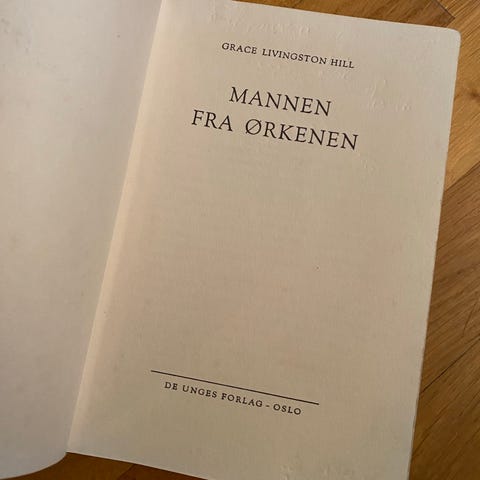 GRACE LIVINGSTON HILL
MANNEN
FRA ØRKENEN
DE UNGES FORLAG - OSLO